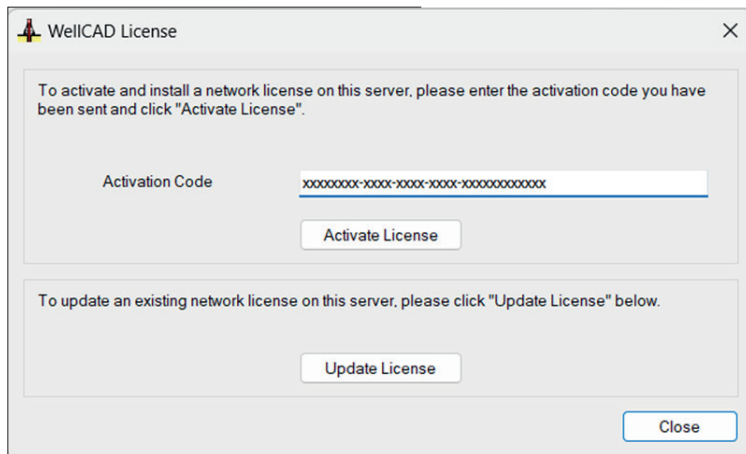 WellCAD License
To activate and install a network license on this server, please enter the activation code you have
been sent and click "Activate License".
Activation Code
xxxxxxxx-xxxx-xxxx-xxxx-xxxxxxxxxxxx
Activate License
To update an existing network license on this server, please click "Update License" below.
Update License
Close